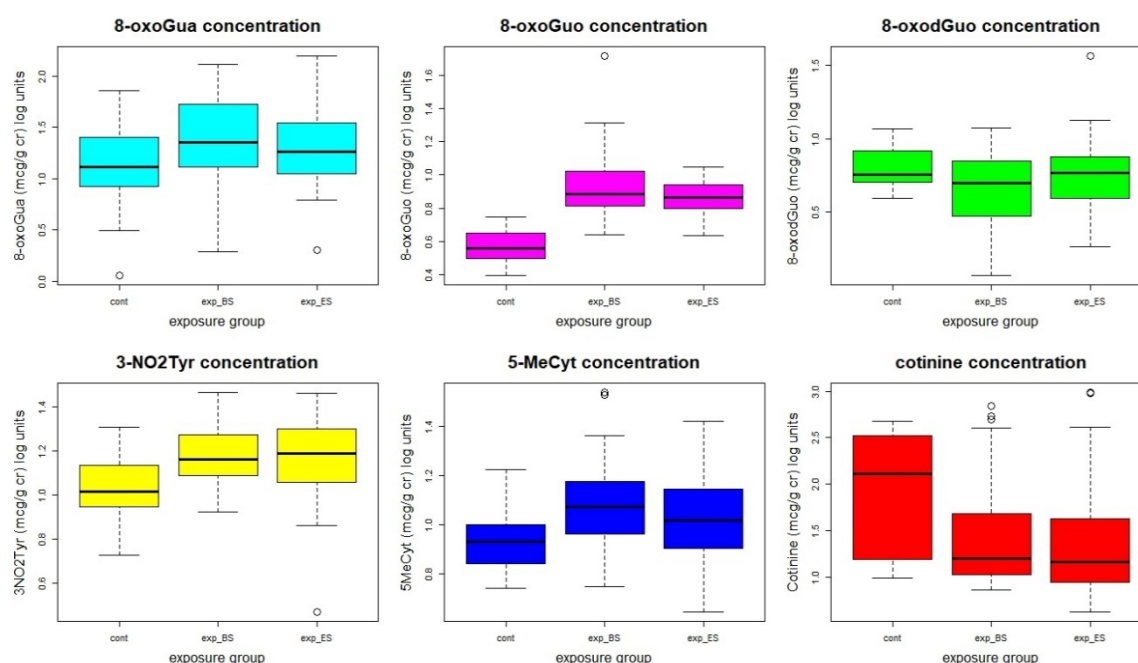 8-oxoGua concentration
8-oxoGua (mcg/g cr) log units
2.0
1.5
1.0
0.5
0.0
cont
exp_BS
exp_ES
exposure group
8-oxoGuo concentration
8-oxoGuo (mcg/g cr) log units
1.6
1.4
1.2
1.0
0.8
0.6
0.4
cont
exp_BS
exp_ES
exposure group
8-oxodGuo concentration
8-oxodGuo (mcg/g cr) log units
1.5
1.0
0.5
cont
exp_BS
exp_ES
exposure group
3-NO2Tyr concentration
3NO2Tyr (mcg/g cr) log units
1.4
1.2
1.0
0.8
0.6
cont
exp_BS
exp_ES
exposure group
5-MeCyt concentration
5MeCyt (mcg/g cr) log units
1.4
1.2
1.0
0.8
cont
exp_BS
exp_ES
exposure group
cotinine concentration
Cotinine (mcg/g cr) log units
3.0
2.5
2.0
1.5
1.0
cont
exp_BS
exp_ES
exposure group